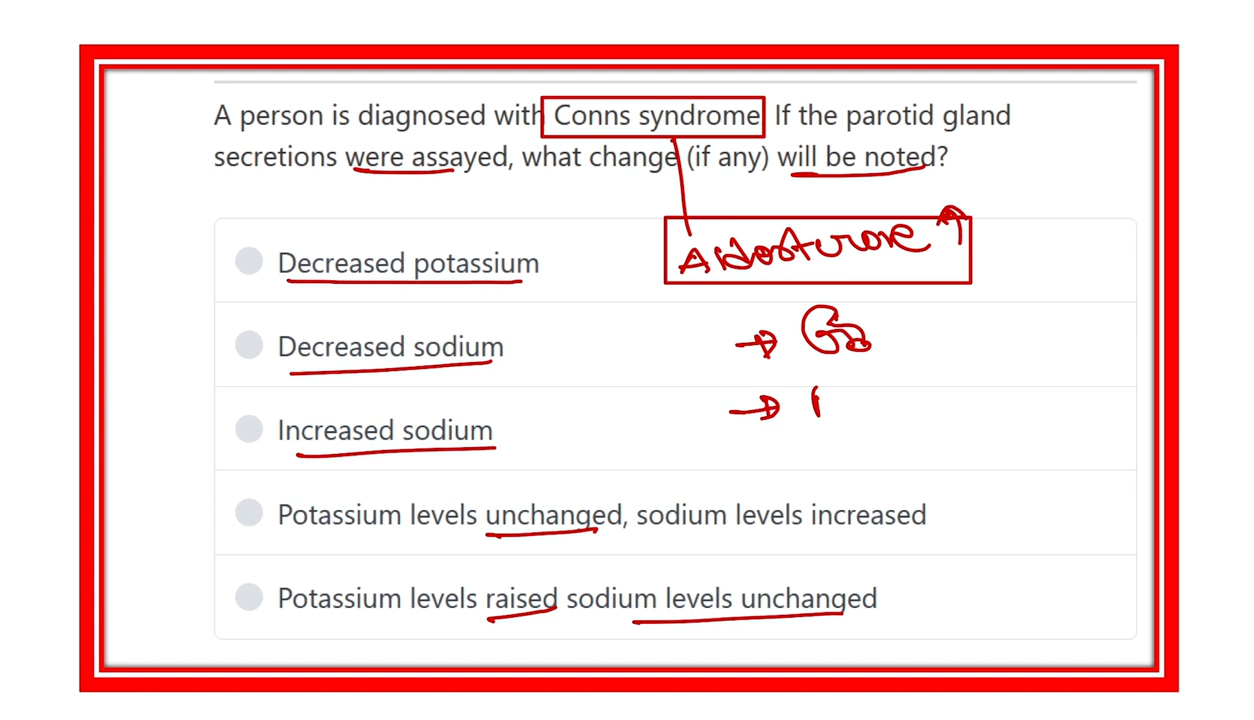 A person is diagnosed with Conns syndrome. If the parotid gland
secretions were assayed, what change (if any) will be noted?
Aldosterone ↑
Decreased potassium
Decreased sodium
Increased sodium
Potassium levels unchanged, sodium levels increased
Potassium levels raised sodium levels unchanged